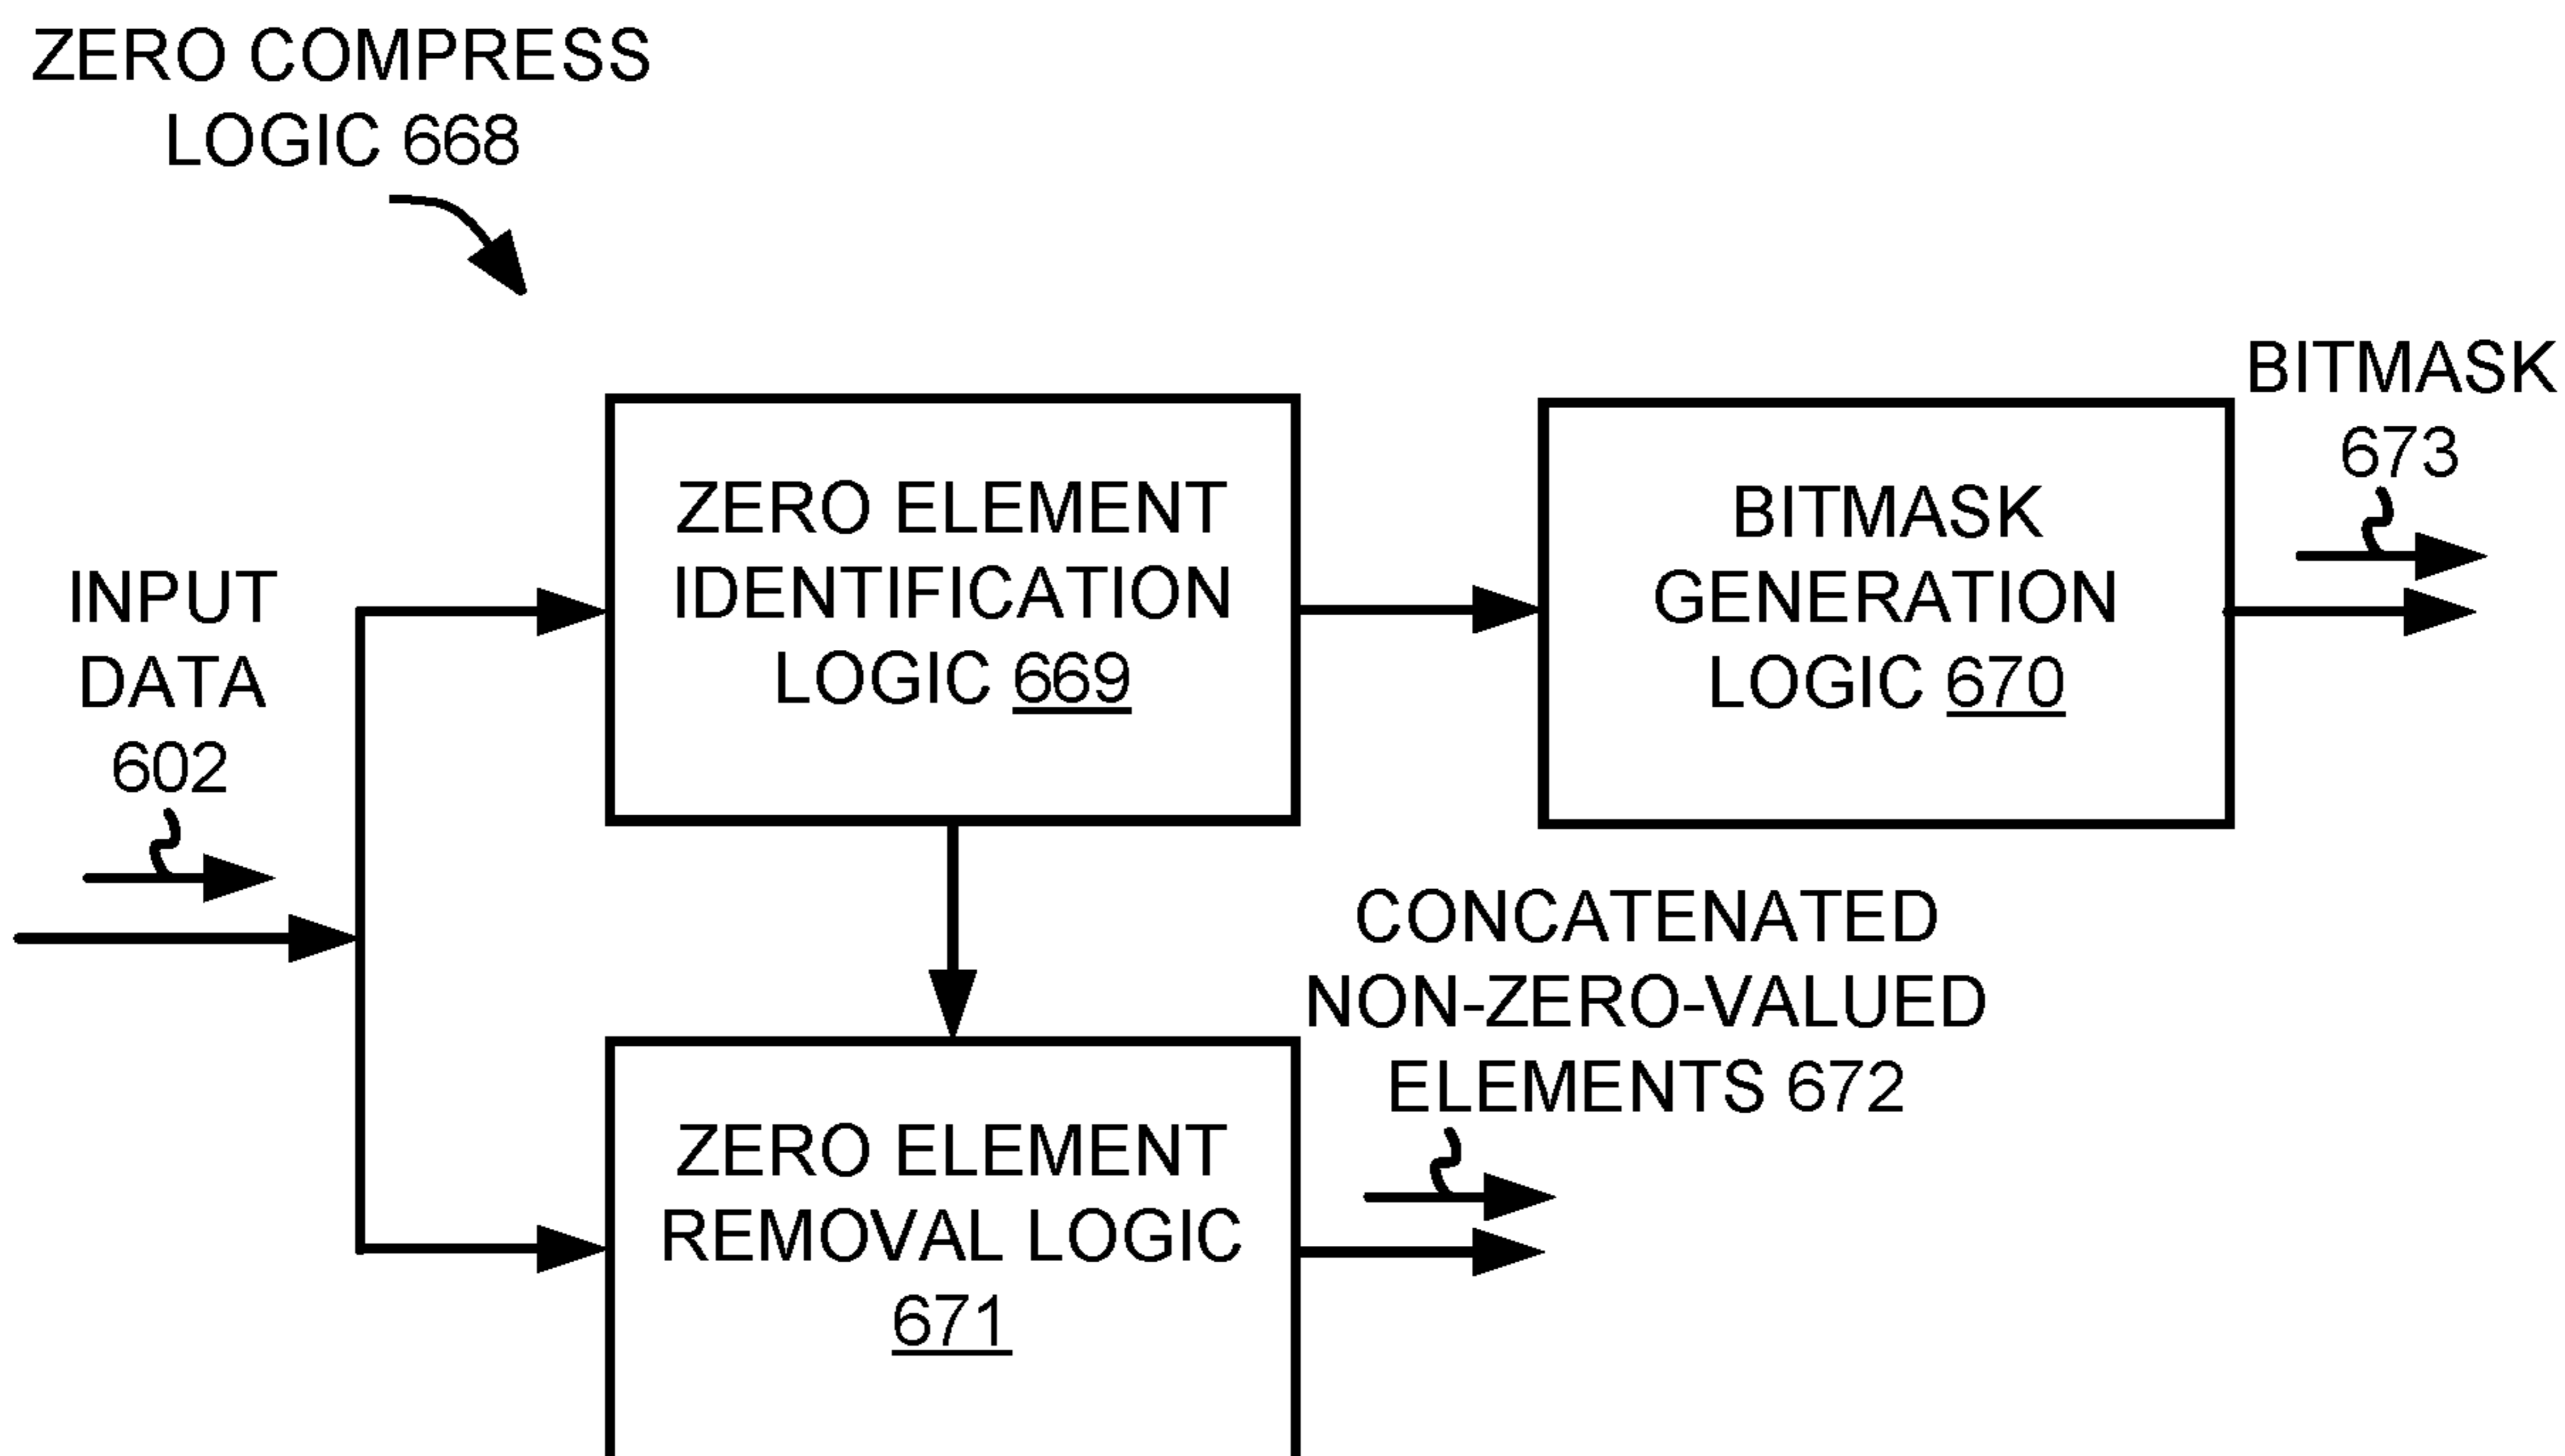 ZERO COMPRESS
LOGIC 668
BITMASK
673
ZERO ELEMENT
IDENTIFICATION
LOGIC 669
BITMASK
GENERATION
LOGIC 670
INPUT
DATA
602
CONCATENATED
NON-ZERO-VALUED
ELEMENTS 672
ZERO ELEMENT
REMOVAL LOGIC
671